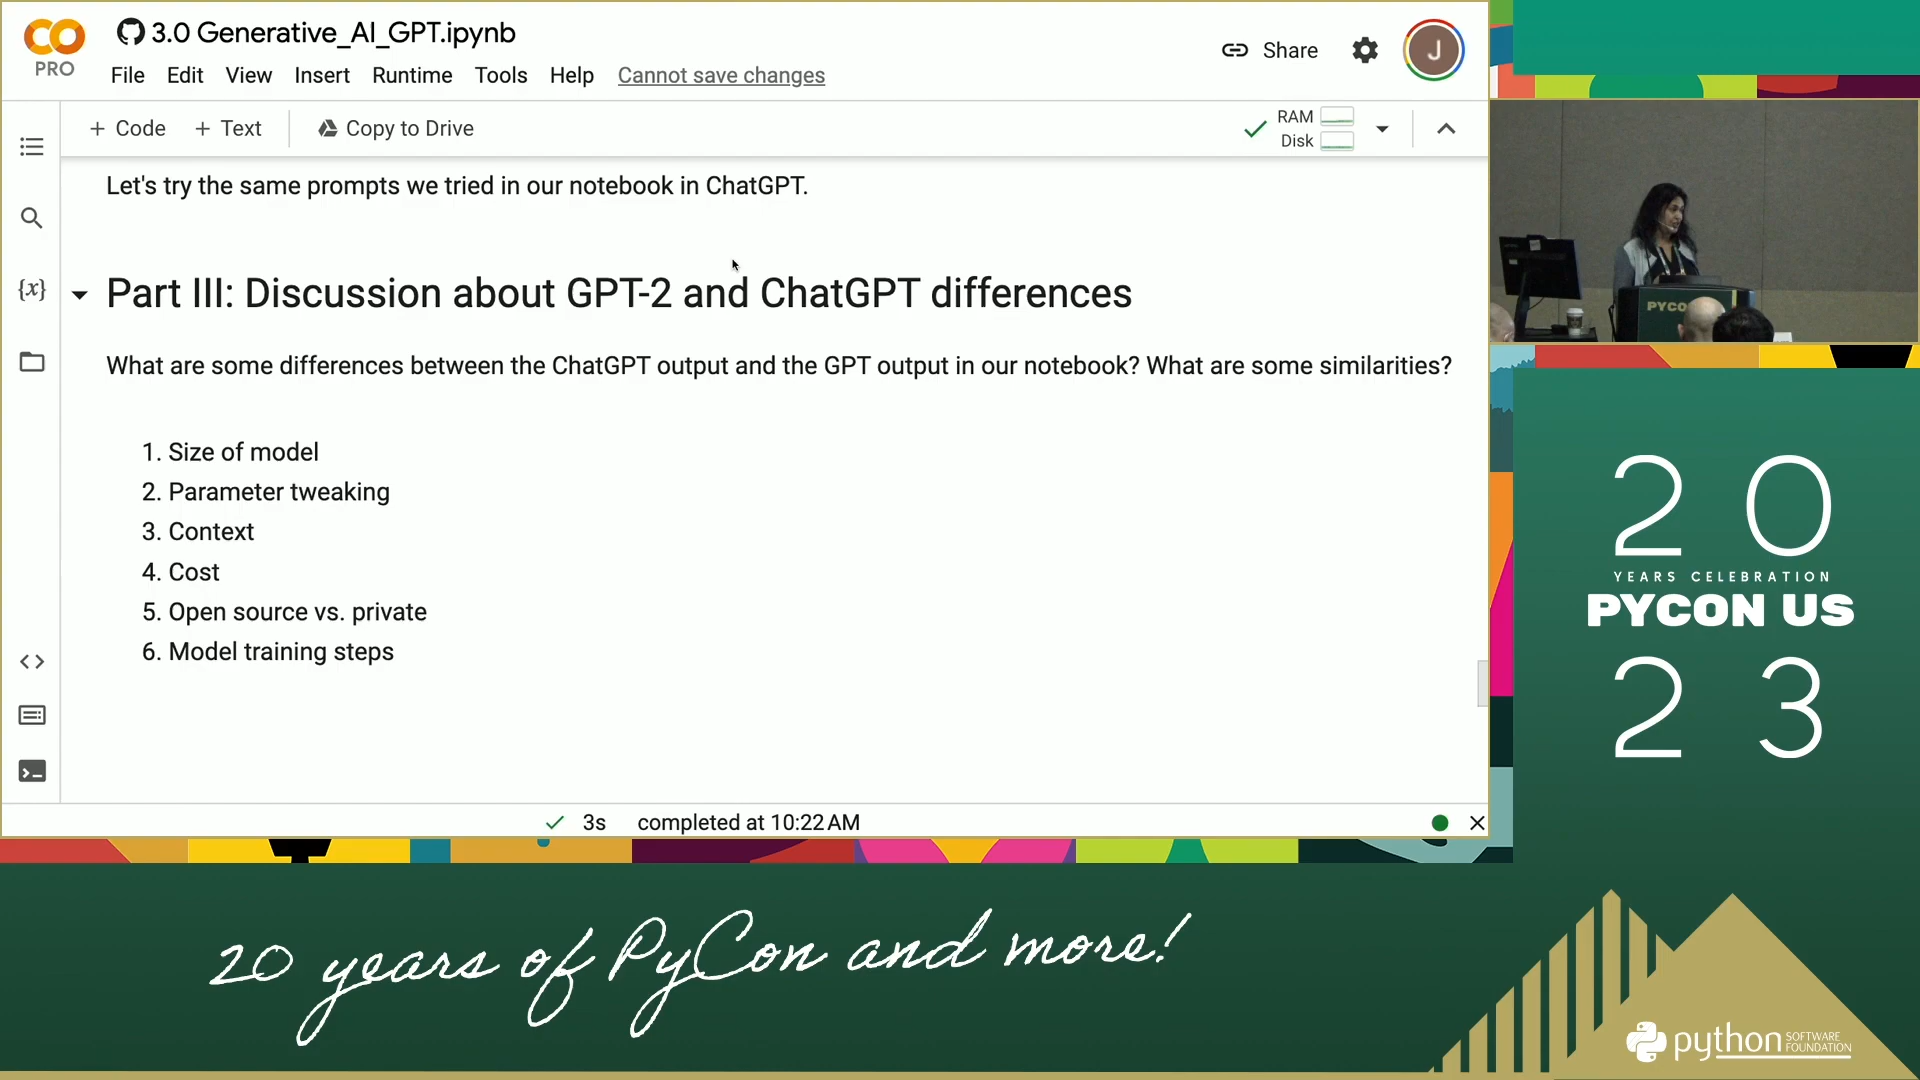 3.0 Generative_AI_GPT.ipynb
PRO
File Edit View Insert Runtime Tools Help Cannot save changes
Share
J
+ Code + Text Copy to Drive
RAM
Disk
{x}
Let's try the same prompts we tried in our notebook in ChatGPT.
Part III: Discussion about GPT-2 and ChatGPT differences
What are some differences between the ChatGPT output and the GPT output in our notebook? What are some similarities?
1. Size of model
2. Parameter tweaking
3. Context
4. Cost
5. Open source vs. private
6. Model training steps
3s completed at 10:22 AM
PYCO
20
YEARS CELEBRATION
PYCON US
23
20 years of PyCon and more!
python SOFTWARE
FOUNDATION